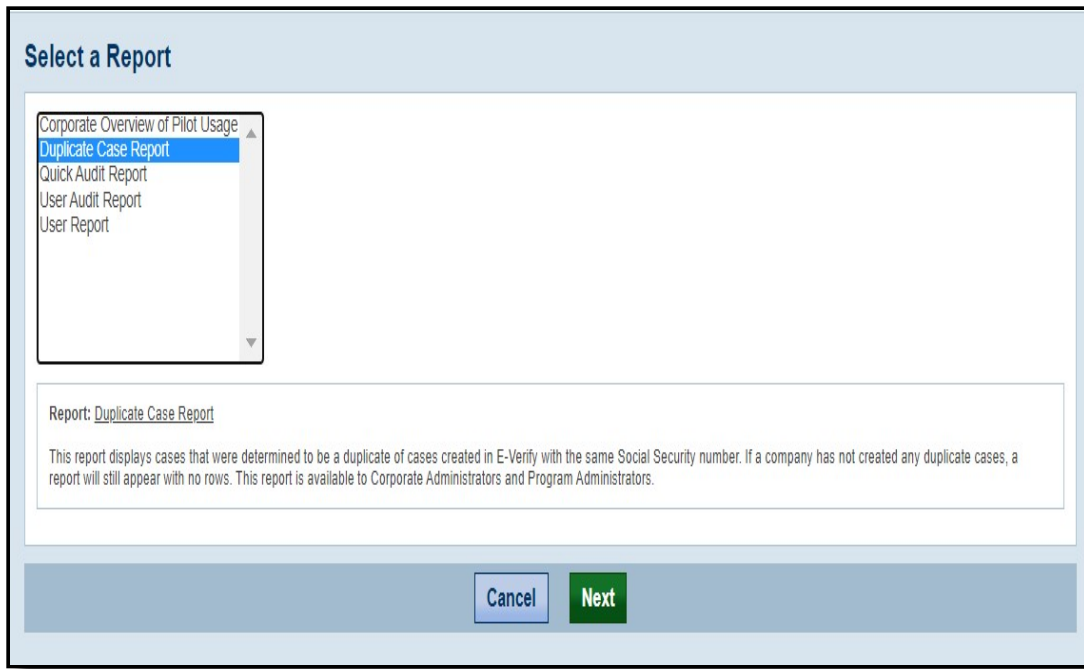 Select a Report
Corporate Overview of Pilot Usage
Duplicate Case Report
Quick Audit Report
User Audit Report
User Report
Report: Duplicate Case Report
This report displays cases that were determined to be a duplicate of cases created in E-Verify with the same Social Security number. If a company has not created any duplicate cases, a
report will still appear with no rows. This report is available to Corporate Administrators and Program Administrators.
Cancel Next